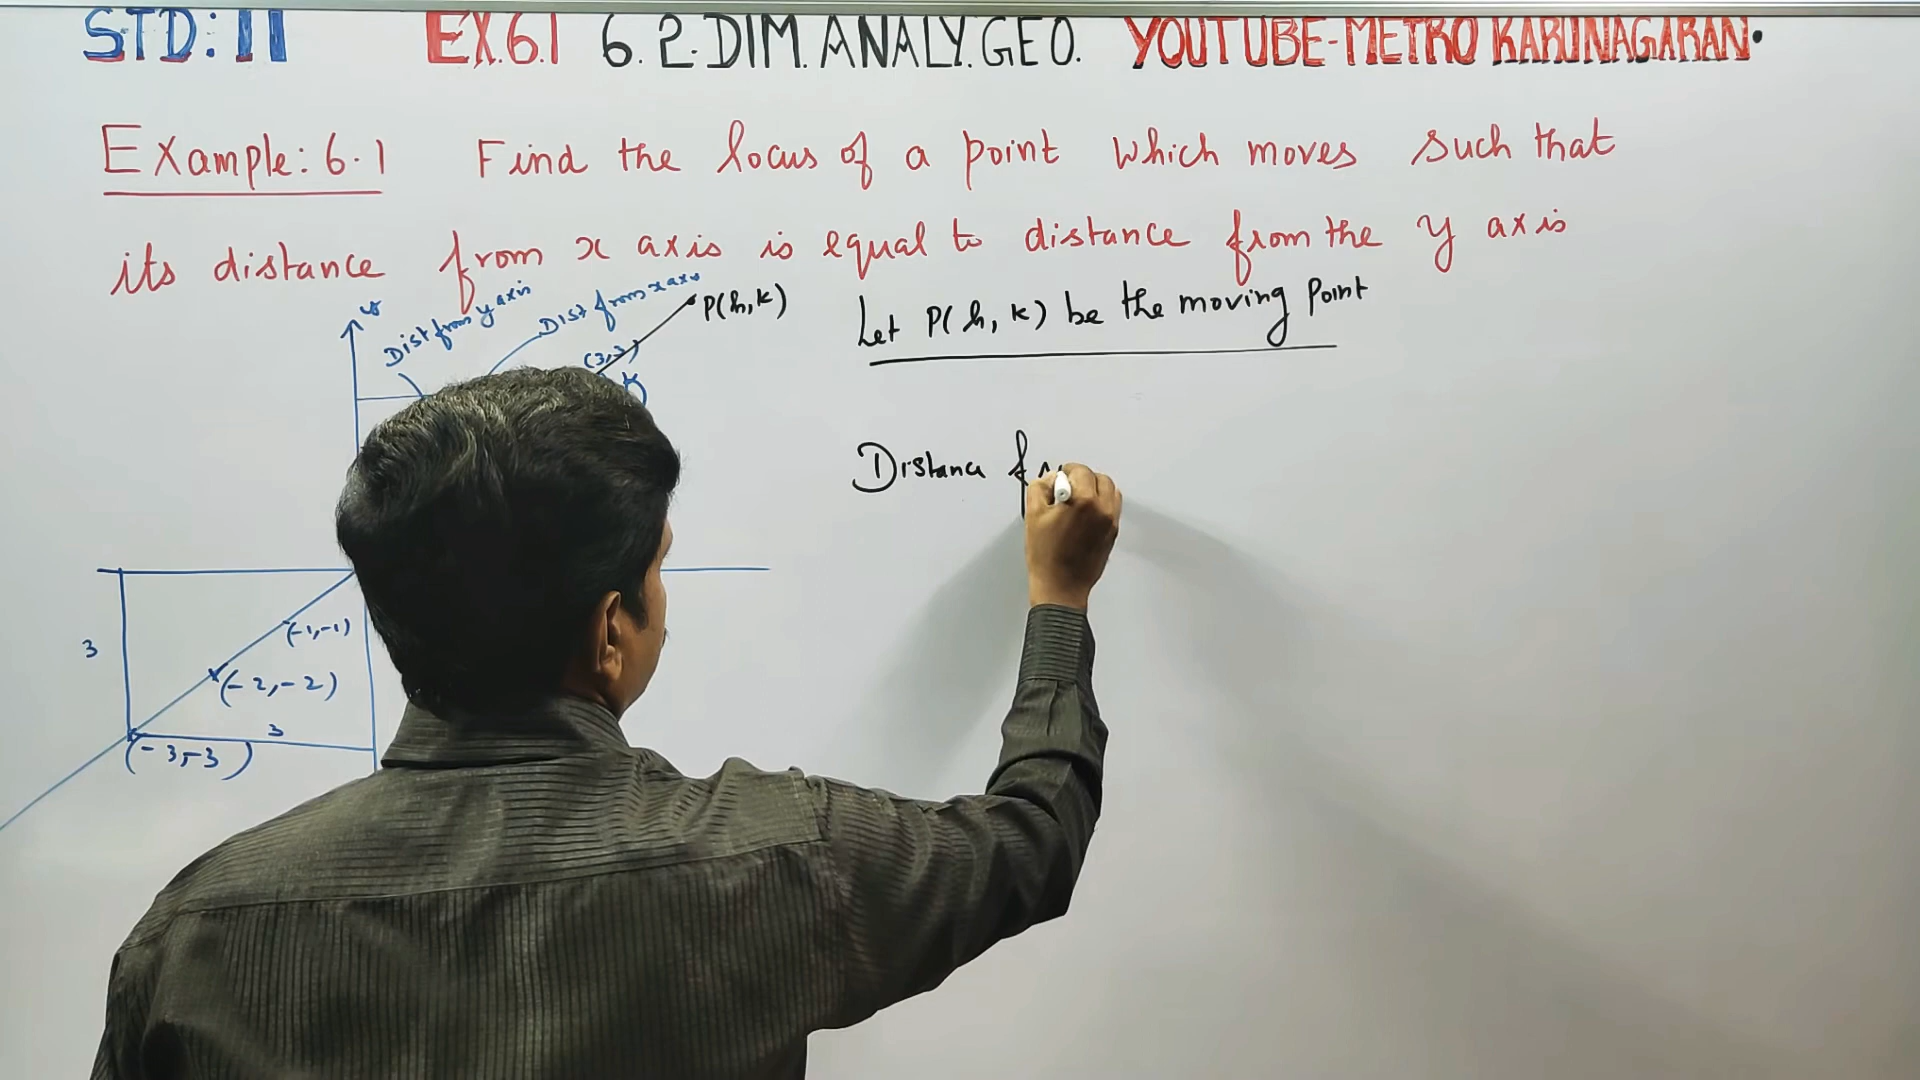 STD: 11 EX.6.1 6. 2-DIM. ANALY. GEO. YOUTUBE-METRO KARUNAGARAN.
Example: 6.1 Find the locus of a point which moves such that
its distance from x axis is equal to distance from the y axis
Dist from y axis
Dist from x axis
P(h, k)
(3,3)
Let P(h, k) be the moving point
Distance
(-1,-1)
3
(-2,-2)
3
(-3,-3)